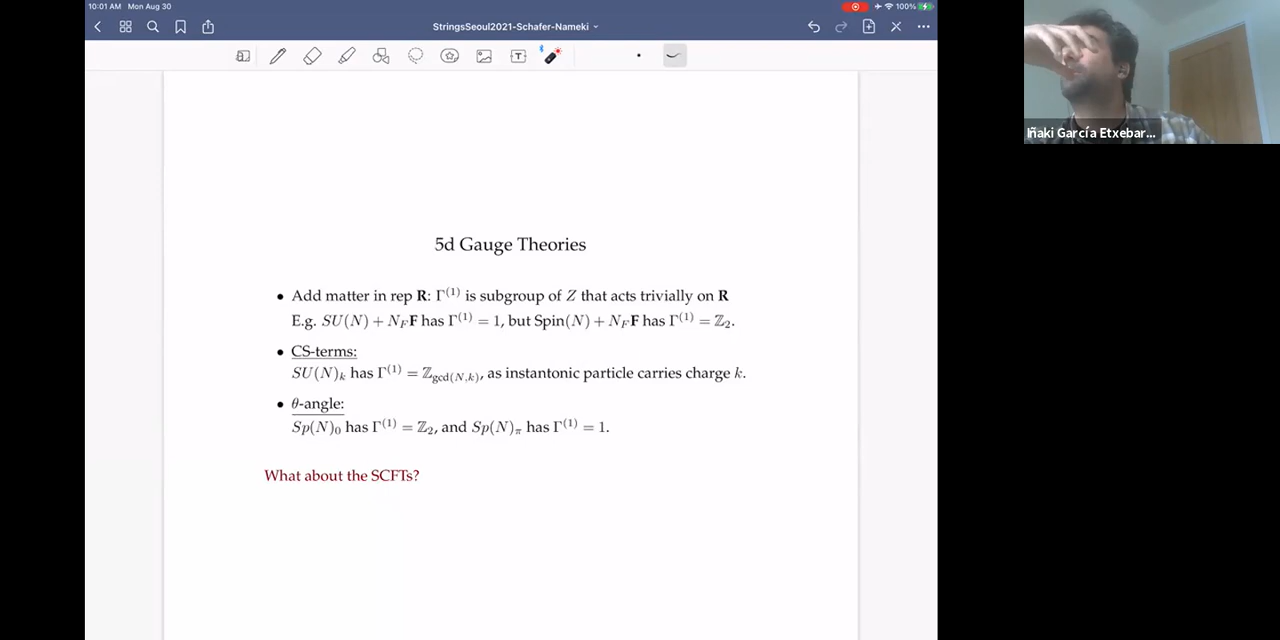 10:01 AM Mon Aug 30
100%
StringsSeoul2021-Schafer-Nameki
T
Iñaki García Etxebar...
5d Gauge Theories
• Add matter in rep R: Γ^(1) is subgroup of Z that acts trivially on R
E.g. SU(N) + N_F F has Γ^(1) = 1, but Spin(N) + N_F F has Γ^(1) = ℤ_2.
• CS-terms:
SU(N)_k has Γ^(1) = ℤ_gcd(N,k), as instantonic particle carries charge k.
• θ-angle:
Sp(N)_0 has Γ^(1) = ℤ_2, and Sp(N)_π has Γ^(1) = 1.
What about the SCFTs?